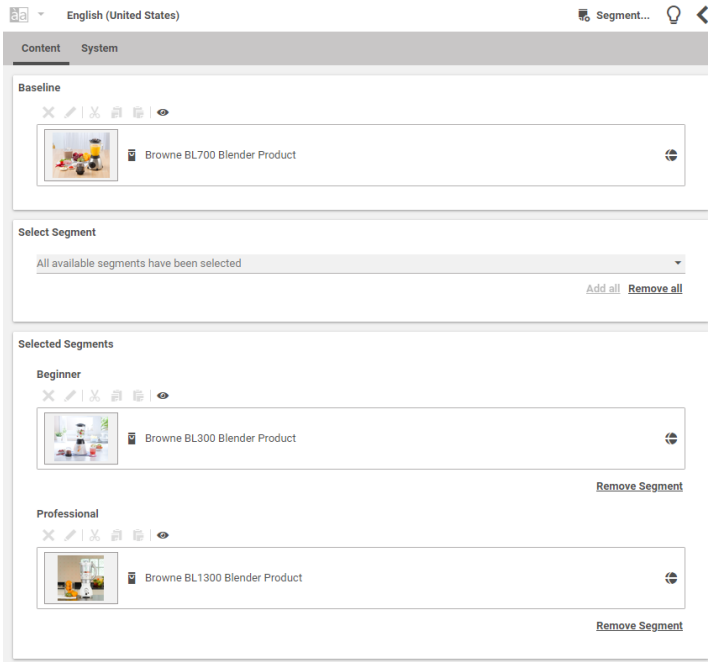 English (United States)
Segment...
Content System
Baseline
Browne BL700 Blender Product
Select Segment
All available segments have been selected
Add all Remove all
Selected Segments
Beginner
Browne BL300 Blender Product
Remove Segment
Professional
Browne BL1300 Blender Product
Remove Segment